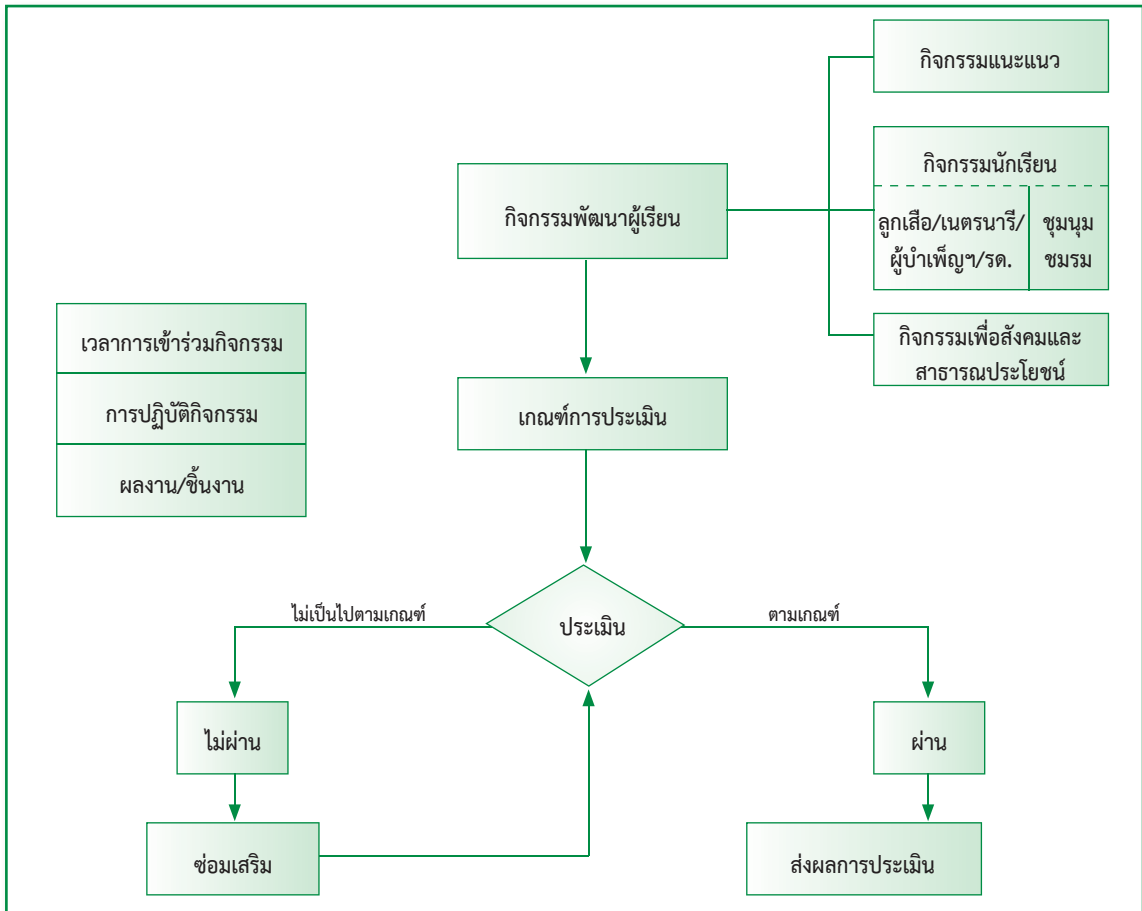 กิจกรรมแนะแนว
กิจกรรมนักเรียน
กิจกรรมพัฒนาผู้เรียน
ลูกเสือ/เนตรนารี/
ผู้บำเพ็ญฯ/รด.
ชุมนุม
ชมรม
กิจกรรมเพื่อสังคมและ
สาธารณประโยชน์
เวลาการเข้าร่วมกิจกรรม
การปฏิบัติกิจกรรม
ผลงาน/ชิ้นงาน
เกณฑ์การประเมิน
ประเมิน
ไม่เป็นไปตามเกณฑ์
ตามเกณฑ์
ไม่ผ่าน
ผ่าน
ซ่อมเสริม
ส่งผลการประเมิน